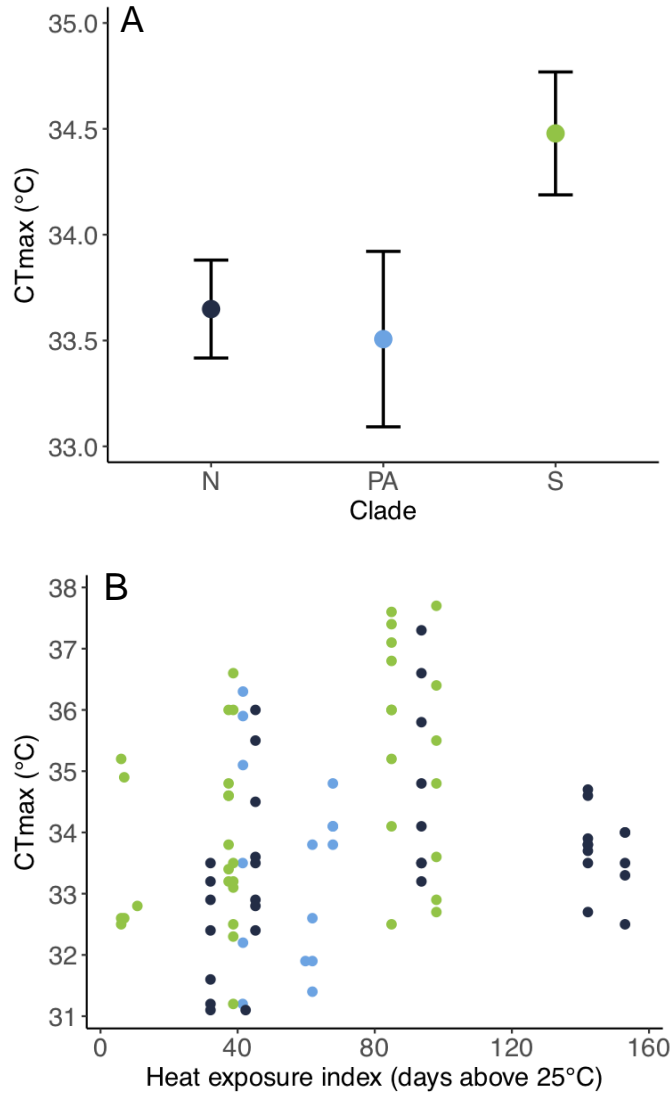 A
35.0
34.5
34.0
33.5
33.0
CTmax (°C)
N PA S
Clade
B
38
37
36
35
34
33
32
31
CTmax (°C)
0 40 80 120 160
Heat exposure index (days above 25°C)